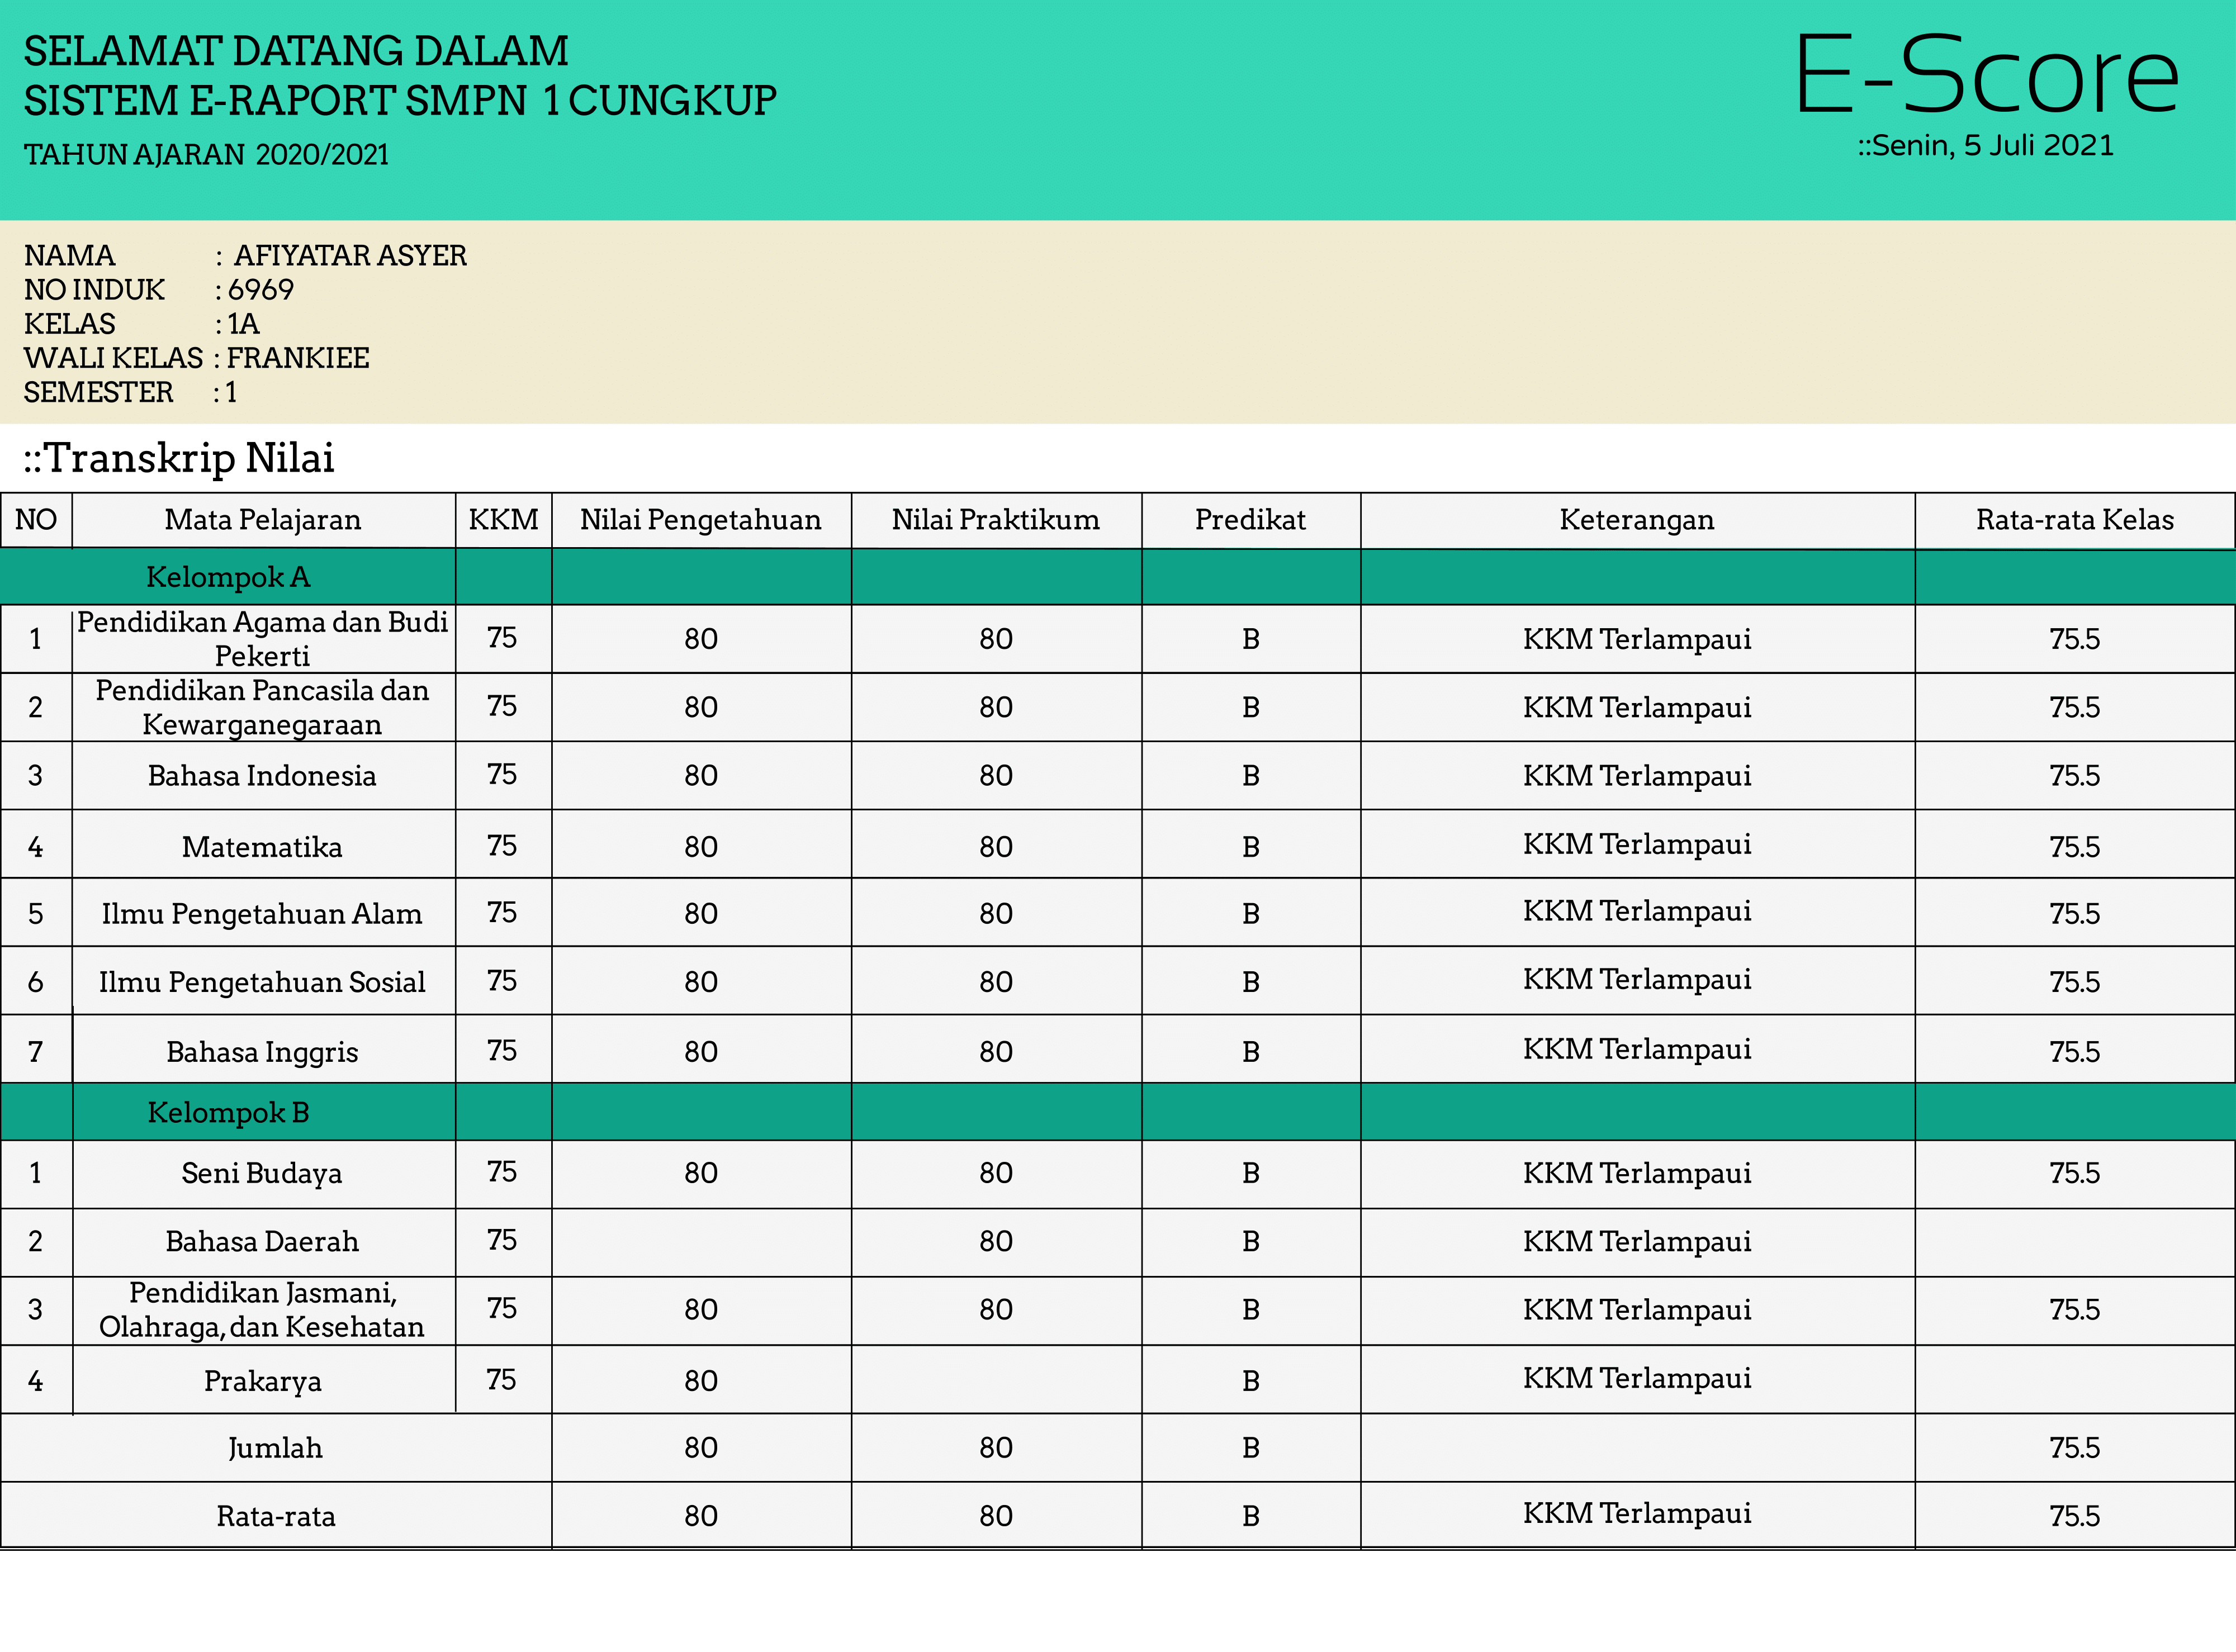 SELAMAT DATANG DALAM
SISTEM E-RAPORT SMPN 1 CUNGKUP
TAHUN AJARAN 2020/2021
E-Score
::Senin, 5 Juli 2021
NAMA : AFIYATAR ASYER
NO INDUK : 6969
KELAS : 1A
WALI KELAS : FRANKIEE
SEMESTER : 1
::Transkrip Nilai
NO Mata Pelajaran KKM Nilai Pengetahuan Nilai Praktikum Predikat Keterangan Rata-rata Kelas
Kelompok A
1 Pendidikan Agama dan Budi Pekerti 75 80 80 B KKM Terlampaui 75.5
2 Pendidikan Pancasila dan Kewarganegaraan 75 80 80 B KKM Terlampaui 75.5
3 Bahasa Indonesia 75 80 80 B KKM Terlampaui 75.5
4 Matematika 75 80 80 B KKM Terlampaui 75.5
5 Ilmu Pengetahuan Alam 75 80 80 B KKM Terlampaui 75.5
6 Ilmu Pengetahuan Sosial 75 80 80 B KKM Terlampaui 75.5
7 Bahasa Inggris 75 80 80 B KKM Terlampaui 75.5
Kelompok B
1 Seni Budaya 75 80 80 B KKM Terlampaui 75.5
2 Bahasa Daerah 75 80 B KKM Terlampaui
3 Pendidikan Jasmani, Olahraga, dan Kesehatan 75 80 80 B KKM Terlampaui 75.5
4 Prakarya 75 80 B KKM Terlampaui
Jumlah 80 80 B 75.5
Rata-rata 80 80 B KKM Terlampaui 75.5